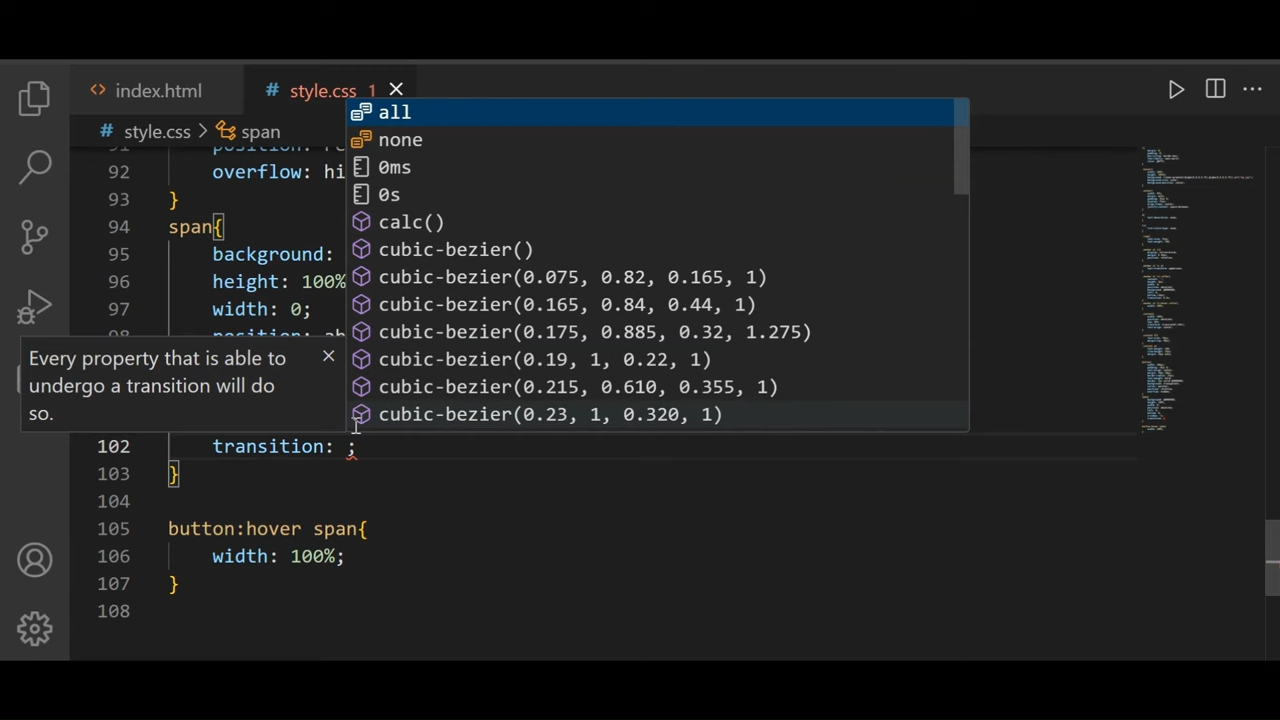 index.html
# style.css 1
# style.css > span
all
none
0ms
0s
calc()
cubic-bezier()
cubic-bezier(0.075, 0.82, 0.165, 1)
cubic-bezier(0.165, 0.84, 0.44, 1)
cubic-bezier(0.175, 0.885, 0.32, 1.275)
cubic-bezier(0.19, 1, 0.22, 1)
cubic-bezier(0.215, 0.610, 0.355, 1)
cubic-bezier(0.23, 1, 0.320, 1)
Every property that is able to
undergo a transition will do
so.
92 overflow: hi
93 }
94 span{
95 background:
96 height: 100%
97 width: 0;
98 position: ab
102 transition: ;
103 }
104
105 button:hover span{
106 width: 100%;
107 }
108